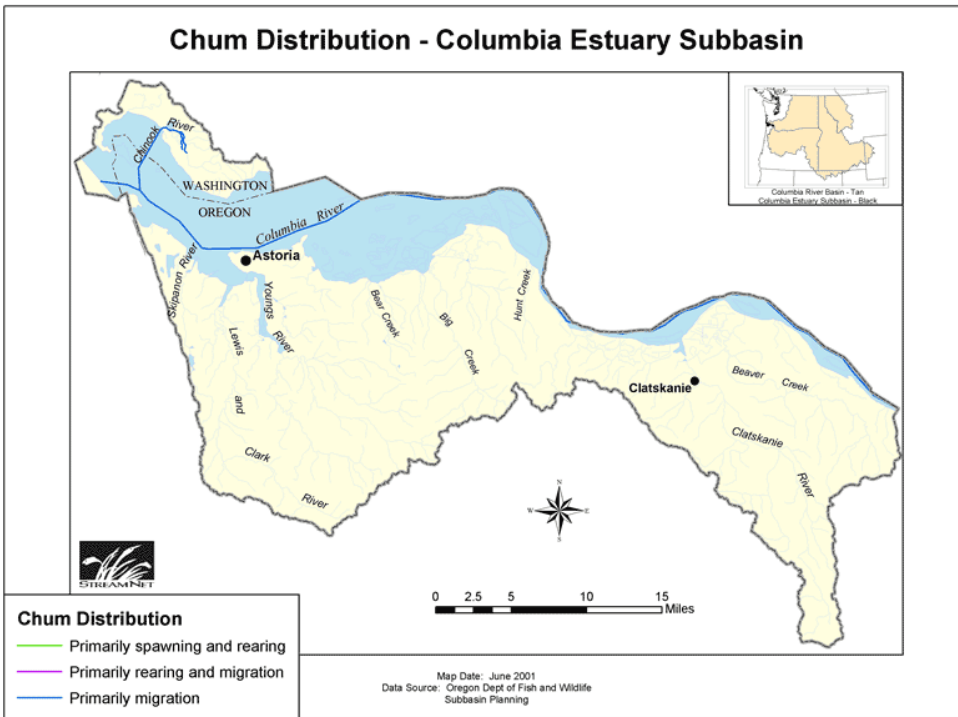 Chum Distribution - Columbia Estuary Subbasin
Columbia River Basin - Tan
Columbia Estuary Subbasin - Black
Chinook River
WASHINGTON
OREGON
Columbia River
Astoria
Skipanon River
Youngs River
Lewis and Clark River
Bear Creek
Big Creek
Hunt Creek
Clatskanie
Beaver Creek
Clatskanie River
N
W E
S
0 2.5 5 10 15
Miles
STREAMNET
Chum Distribution
Primarily spawning and rearing
Primarily rearing and migration
Primarily migration
Map Date: June 2001
Data Source: Oregon Dept of Fish and Wildlife
Subbasin Planning